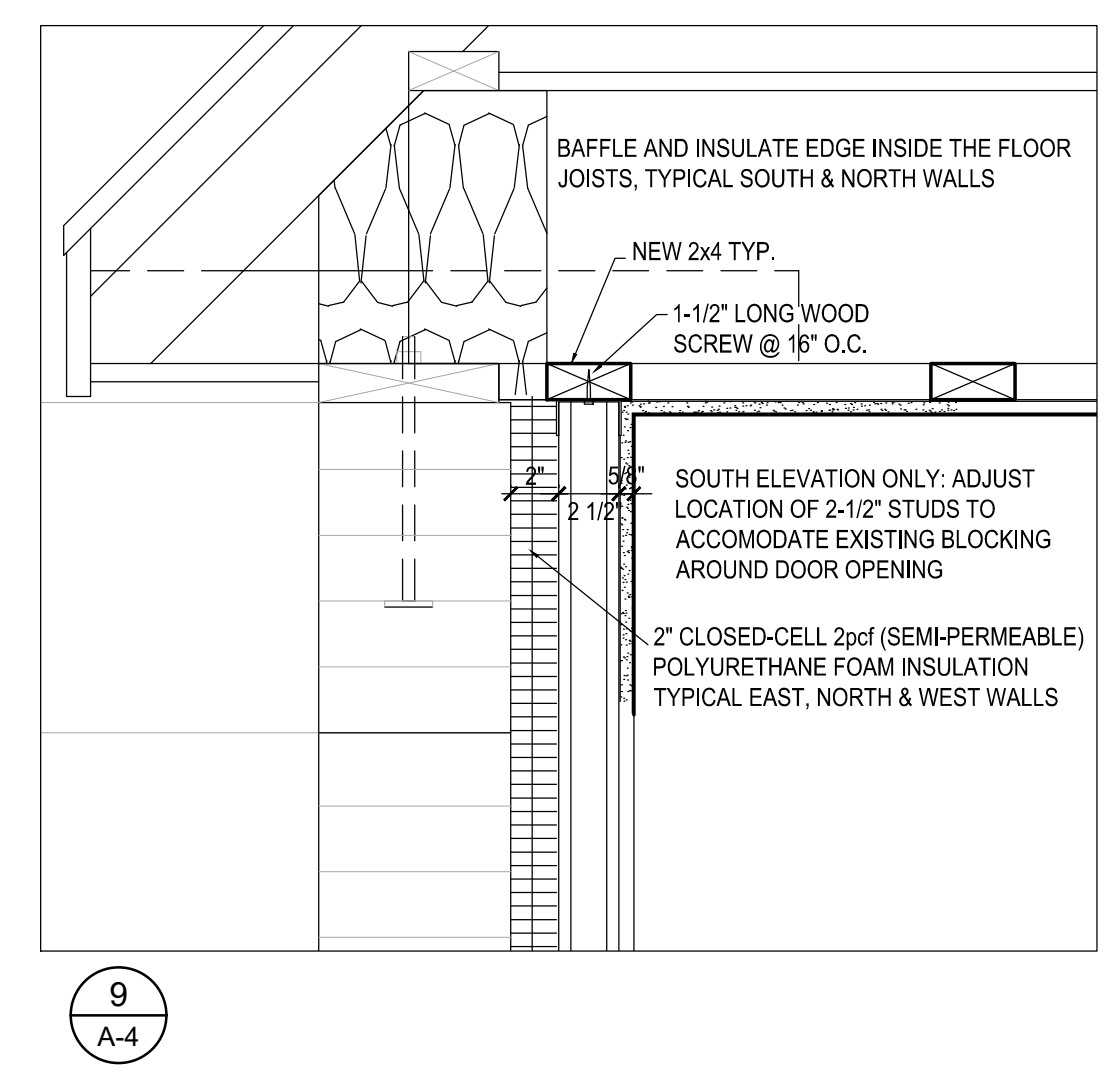 BAFFLE AND INSULATE EDGE INSIDE THE FLOOR
JOISTS, TYPICAL SOUTH & NORTH WALLS
NEW 2x4 TYP.
1-1/2" LONG WOOD
SCREW @ 16" O.C.
2"
5/8"
2 1/2"
SOUTH ELEVATION ONLY: ADJUST
LOCATION OF 2-1/2" STUDS TO
ACCOMODATE EXISTING BLOCKING
AROUND DOOR OPENING
2" CLOSED-CELL 2pcf (SEMI-PERMEABLE)
POLYURETHANE FOAM INSULATION
TYPICAL EAST, NORTH & WEST WALLS
9
A-4